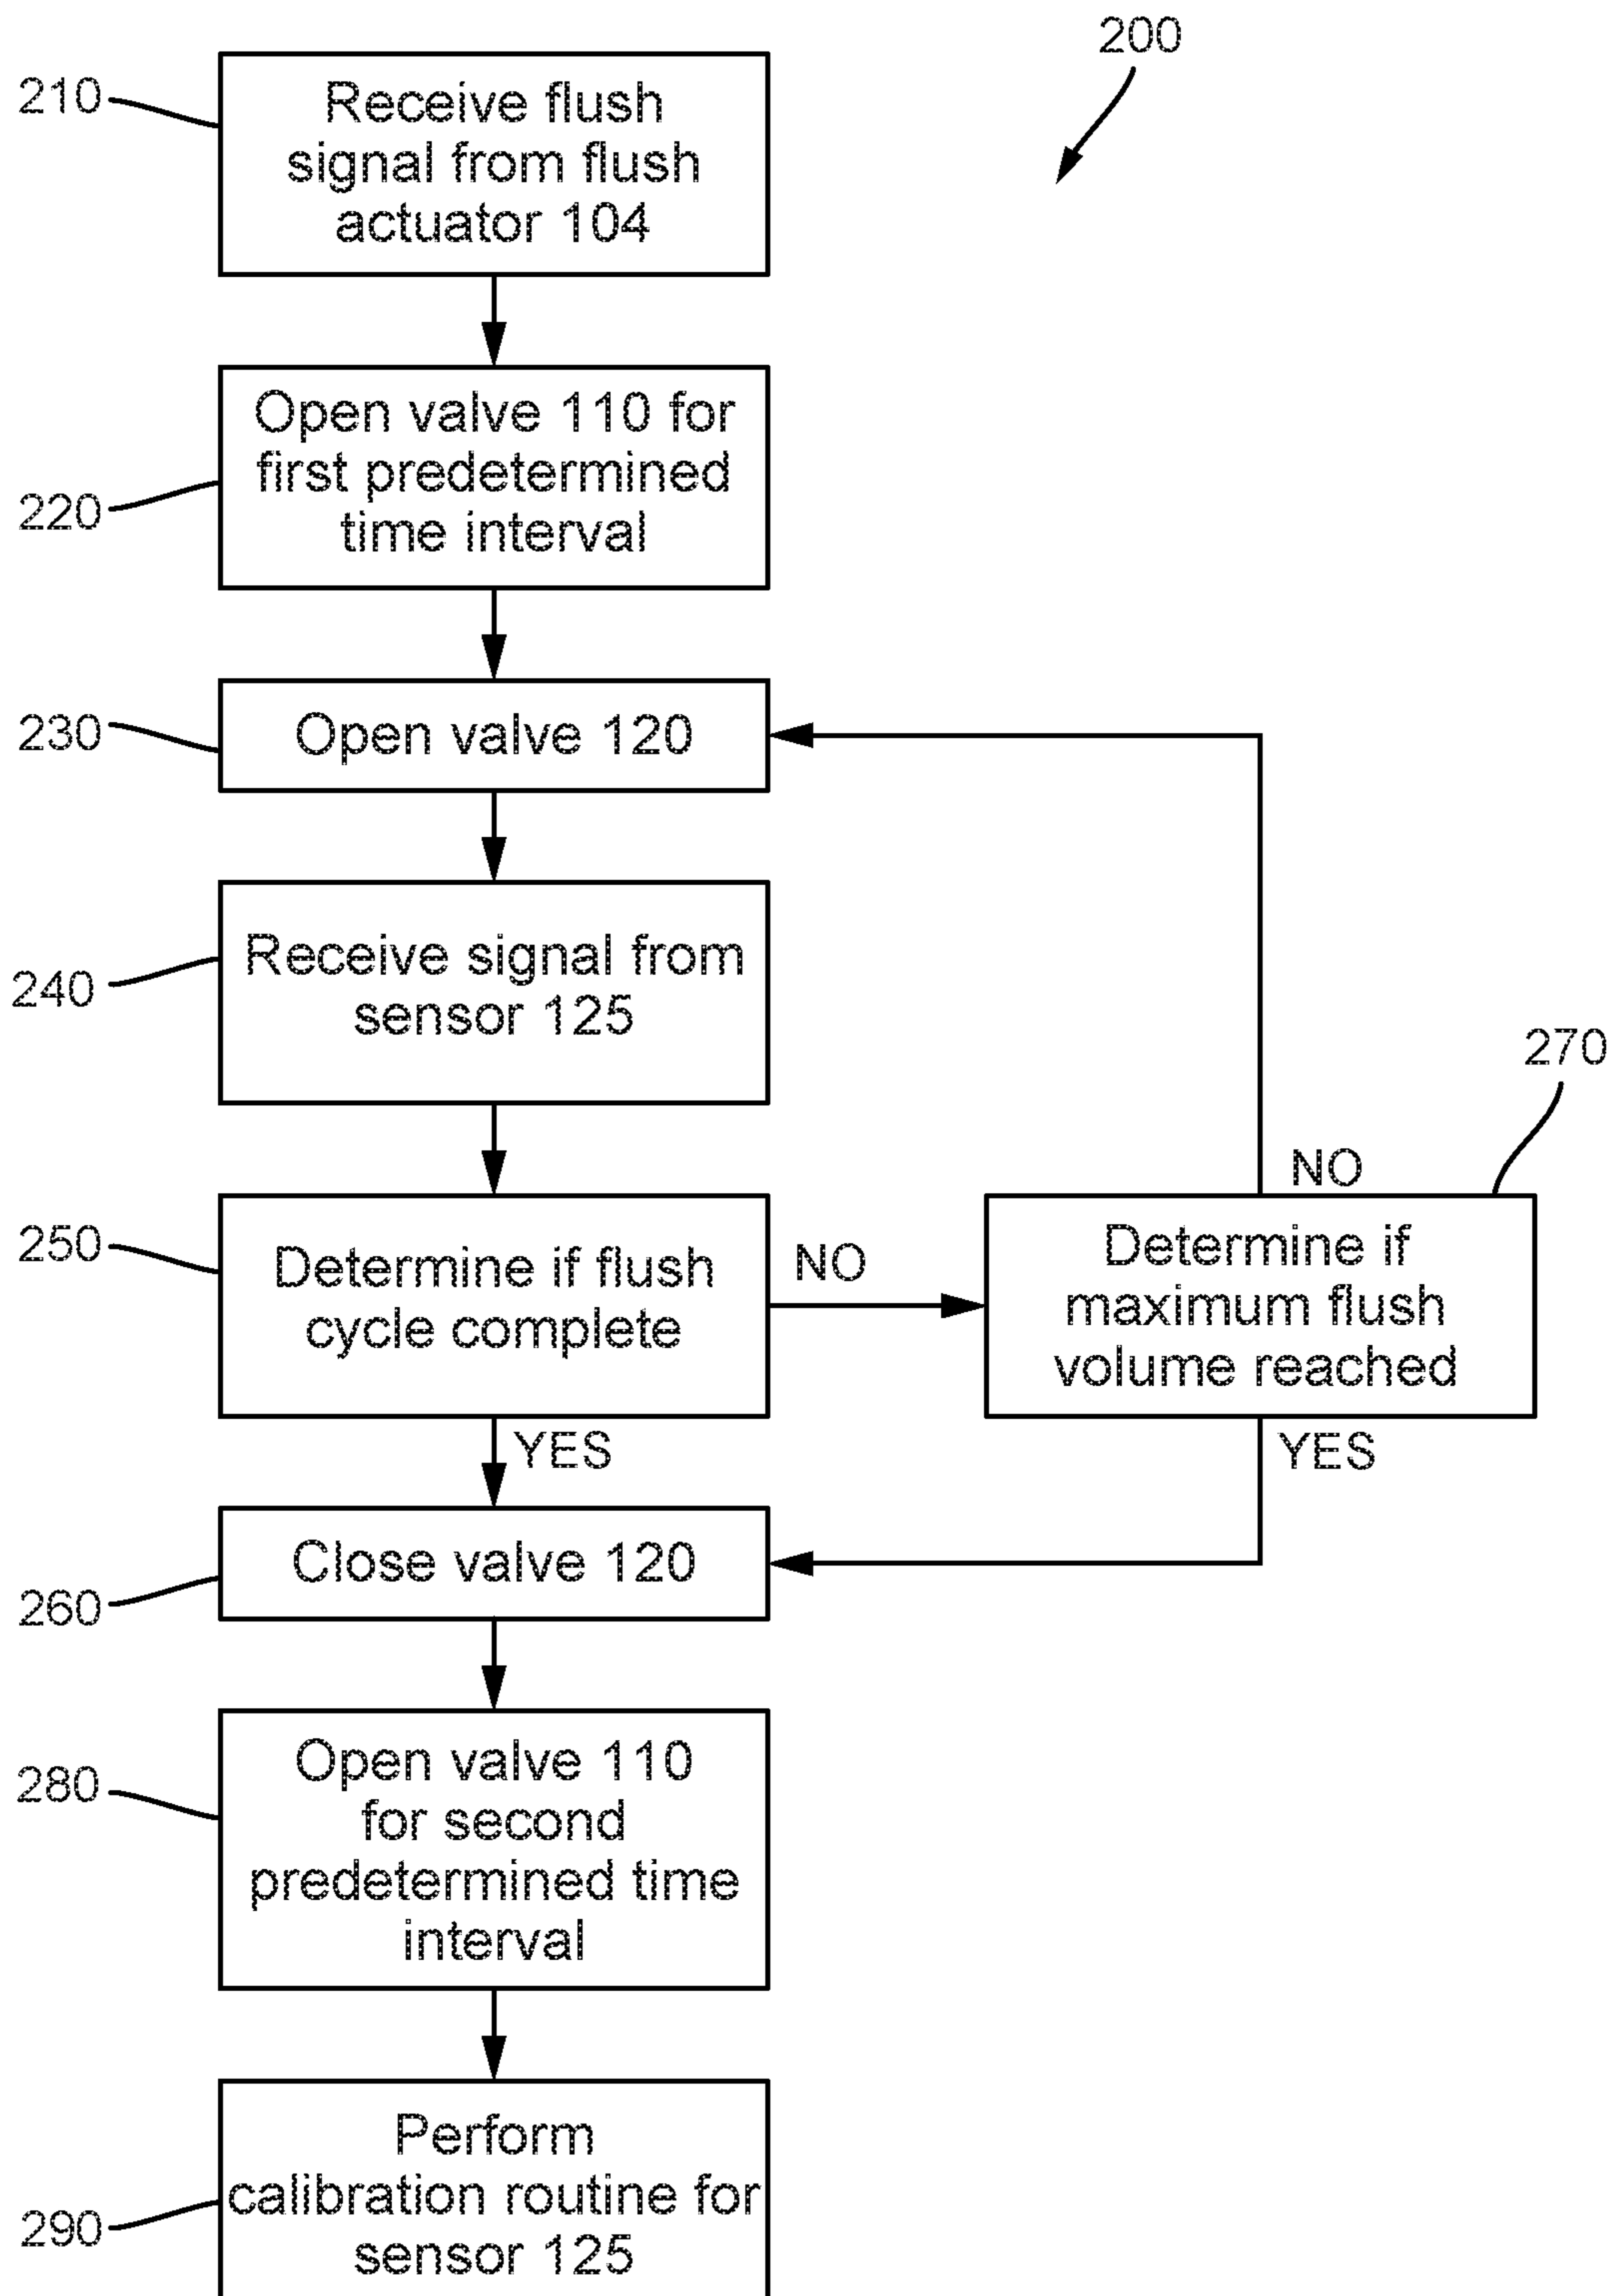 200
210
Receive flush
signal from flush
actuator 104
220
Open valve 110 for
first predetermined
time interval
230
Open valve 120
240
Receive signal from
sensor 125
250
Determine if flush
cycle complete
NO
270
NO
Determine if
maximum flush
volume reached
YES
YES
260
Close valve 120
280
Open valve 110
for second
predetermined time
interval
290
Perform
calibration routine for
sensor 125